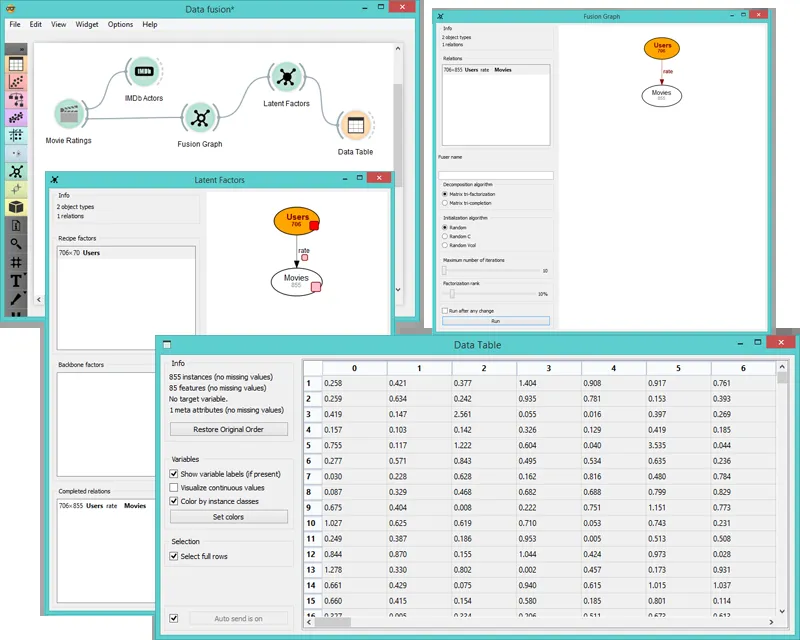 Data fusion*
File Edit View Widget Options Help
IMDb
IMDb Actors
Movie Ratings
Fusion Graph
Latent Factors
Data Table
T
Fusion Graph
Info
2 object types
1 relations
Relations
706×855 Users rate Movies
Fuser name
Decomposition algorithm
Matrix tri-factorization
Matrix tri-completion
Initialization algorithm
Random
Random C
Random Vcol
Maximum number of iterations
10
Factorization rank
10%
Run after any change
Run
Users
706
rate
Movies
855
Latent Factors
Info
2 object types
1 relations
Recipe factors
706×70 Users
Backbone factors
Completed relations
706×855 Users rate Movies
Users
706
rate
Movies
855
Data Table
Info
855 instances (no missing values)
85 features (no missing values)
No target variable.
1 meta attributes (no missing values)
Restore Original Order
Variables
Show variable labels (if present)
Visualize continuous values
Color by instance classes
Set colors
Selection
Select full rows
Auto send is on
0 1 2 3 4 5 6
1 0.258 0.421 0.377 1.404 0.908 0.917 0.761
2 0.259 0.634 0.242 0.935 0.781 0.153 0.393
3 0.419 0.147 2.561 0.055 0.016 0.397 0.269
4 0.157 0.103 0.142 0.326 0.129 0.419 0.185
5 0.755 0.117 1.222 0.604 0.040 3.535 0.044
6 0.277 0.571 0.843 0.495 0.534 0.635 0.236
7 0.030 0.228 0.628 0.162 0.816 0.480 0.784
8 0.087 0.329 0.468 0.682 0.688 0.799 0.829
9 0.675 0.404 0.008 0.222 0.751 1.151 0.773
10 1.027 0.625 0.619 0.710 0.053 0.743 0.231
11 0.249 0.387 0.186 0.953 0.005 0.513 0.508
12 0.844 0.870 0.155 1.044 0.424 0.973 0.028
13 1.278 0.330 0.802 0.002 0.457 0.173 0.931
14 0.661 0.429 0.075 0.940 0.615 1.015 1.037
15 0.660 0.415 0.154 0.580 0.185 0.801 0.114
16